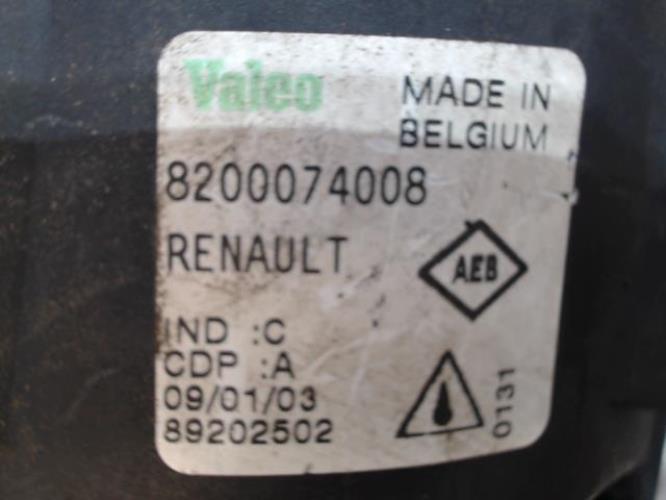 Valeo
MADE IN
BELGIUM
8200074008
RENAULT
AEB
IND :C
CDP :A
09/01/03
89202502
0131